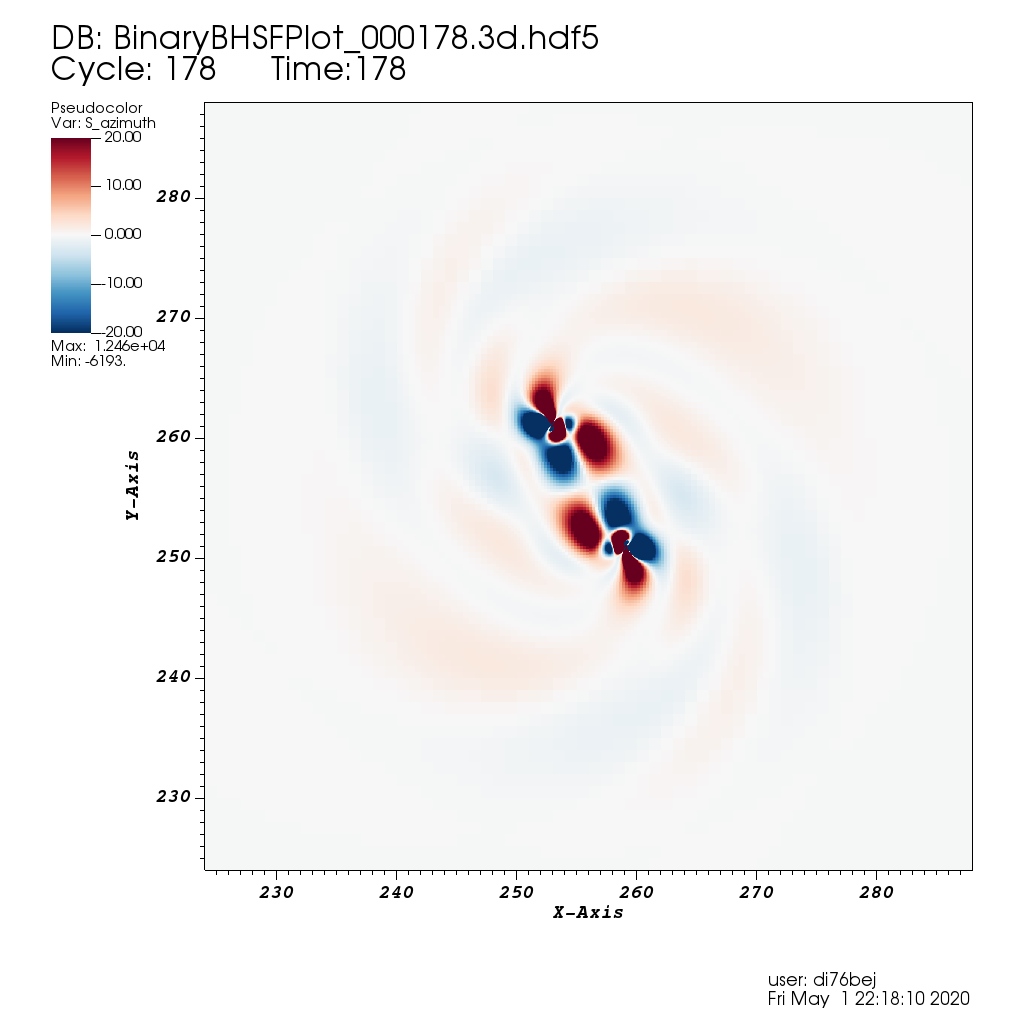 DB: BinaryBHSFPlot_000178.3d.hdf5
Cycle: 178 Time:178
Pseudocolor
Var: S_azimuth
20.00
10.00
0.000
-10.00
-20.00
Max: 1.246e+04
Min: -6193.
280
270
260
250
240
230
Y-Axis
230 240 250 260 270 280
X-Axis
user: di76bej
Fri May 1 22:18:10 2020